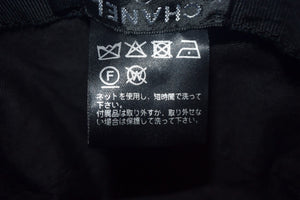 CHANEL
F
W
ネットを使用し、短時間で洗って
下さい。
付属品は取り外すか、取り外せな
い場合は保護して洗って下さい。